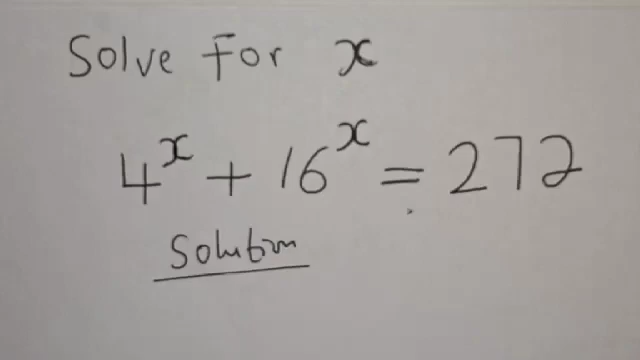 Solve for x
4^x + 16^x = 272
Solution